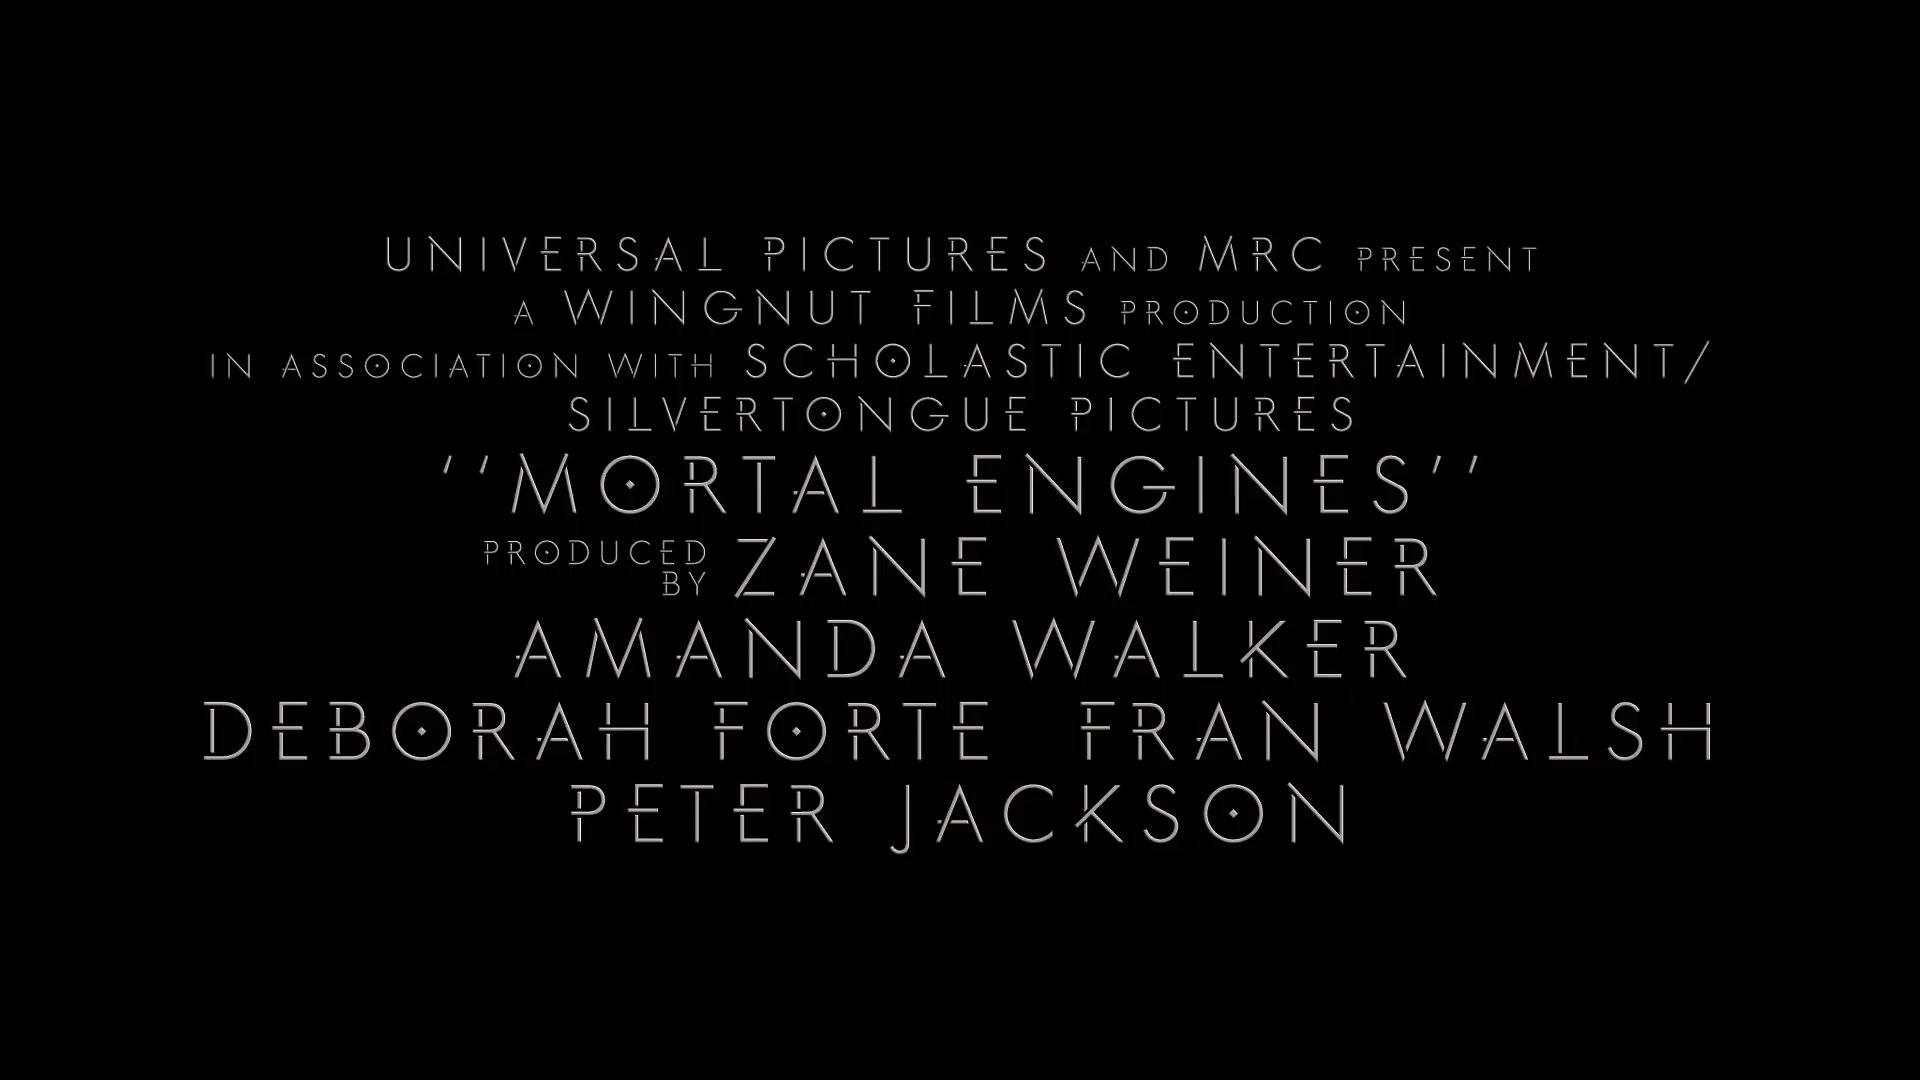 UNIVERSAL PICTURES AND MRC PRESENT
A WINGNUT FILMS PRODUCTION
IN ASSOCIATION WITH SCHOLASTIC ENTERTAINMENT/
SILVERTONGUE PICTURES
''MORTAL ENGINES''
PRODUCED BY ZANE WEINER
AMANDA WALKER
DEBORAH FORTE FRAN WALSH
PETER JACKSON